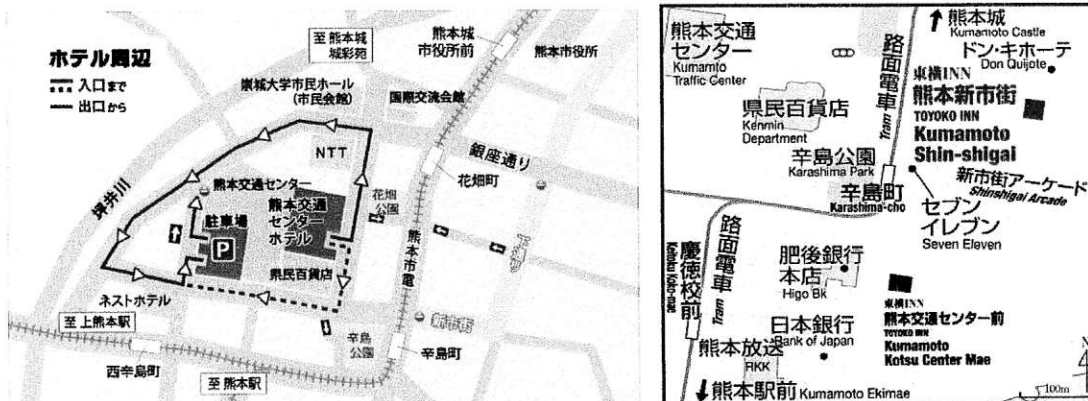 ホテル周辺
入口まで
出口から
至 熊本城
城彩苑
熊本城
市役所前
熊本市役所
崇城大学市民ホール
(市民会館)
国際交流会館
NTT
銀座通り
坪井川
熊本交通センター
花畑
公園
花畑町
駐車場
P
熊本交通
センター
ホテル
熊本市電
県民百貨店
ネストホテル
新市街
至 上熊本駅
辛島
公園
辛島町
西辛島町
至 熊本駅
熊本交通
センター
Kumamto
Traffic Center
路面電車
Tram
熊本城
Kumamoto Castle
ドン・キホーテ
Don Quijote
東横INN
熊本新市街
TOYOKO INN
Kumamoto
Shin-shigai
県民百貨店
Kenmin
Department
辛島公園
Karashima Park
辛島町
Karashima-cho
新市街アーケード
Shinshigai Arcade
セブン
イレブン
Seven Eleven
慶徳校前
路面電車
Tram
肥後銀行
本店
Higo Bk
東横INN
熊本交通センター前
TOYOKO INN
Kumamoto
Kotsu Center Mae
日本銀行
Bank of Japan
熊本放送
RKK
熊本駅前 Kumamoto Ekimae
N
100m